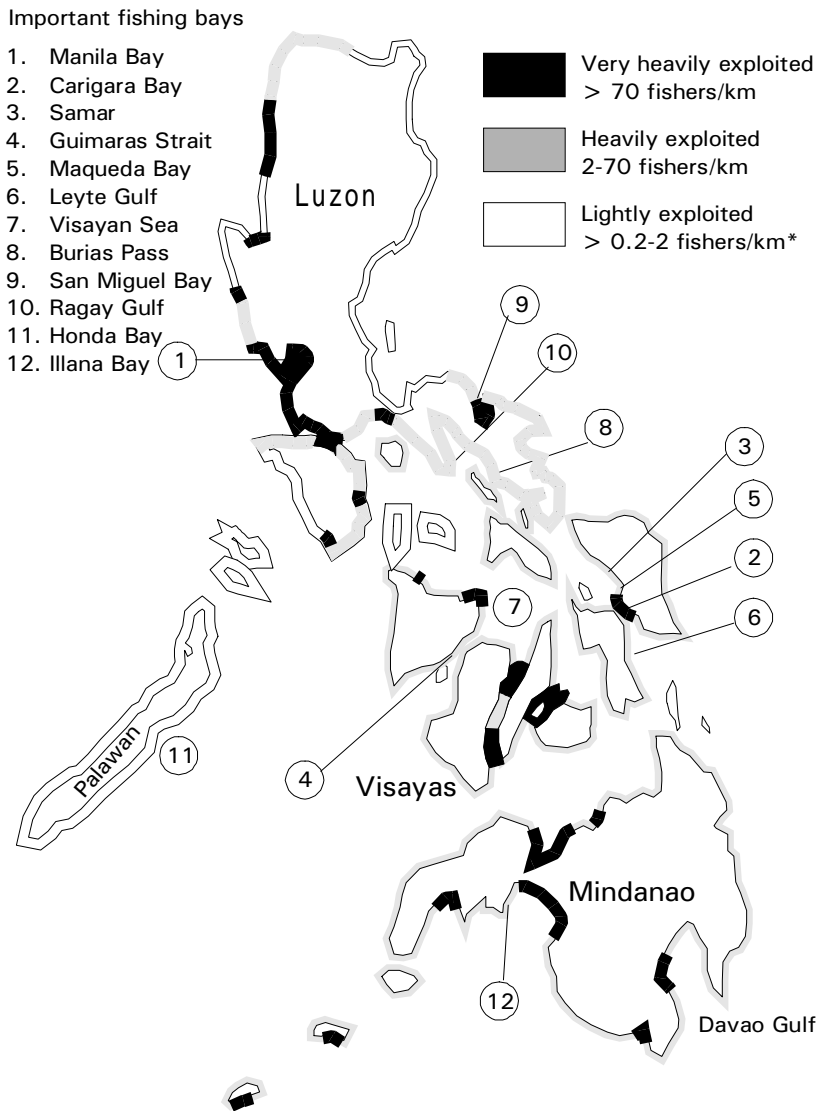 Important fishing bays
1. Manila Bay
2. Carigara Bay
3. Samar
4. Guimaras Strait
5. Maqueda Bay
6. Leyte Gulf
7. Visayan Sea
8. Burias Pass
9. San Miguel Bay
10. Ragay Gulf
11. Honda Bay
12. Illana Bay
Very heavily exploited
> 70 fishers/km
Heavily exploited
2-70 fishers/km
Lightly exploited
> 0.2-2 fishers/km*
Luzon
9
1
10
8
3
5
2
7
6
Palawan
11
4
Visayas
Mindanao
12
Davao Gulf